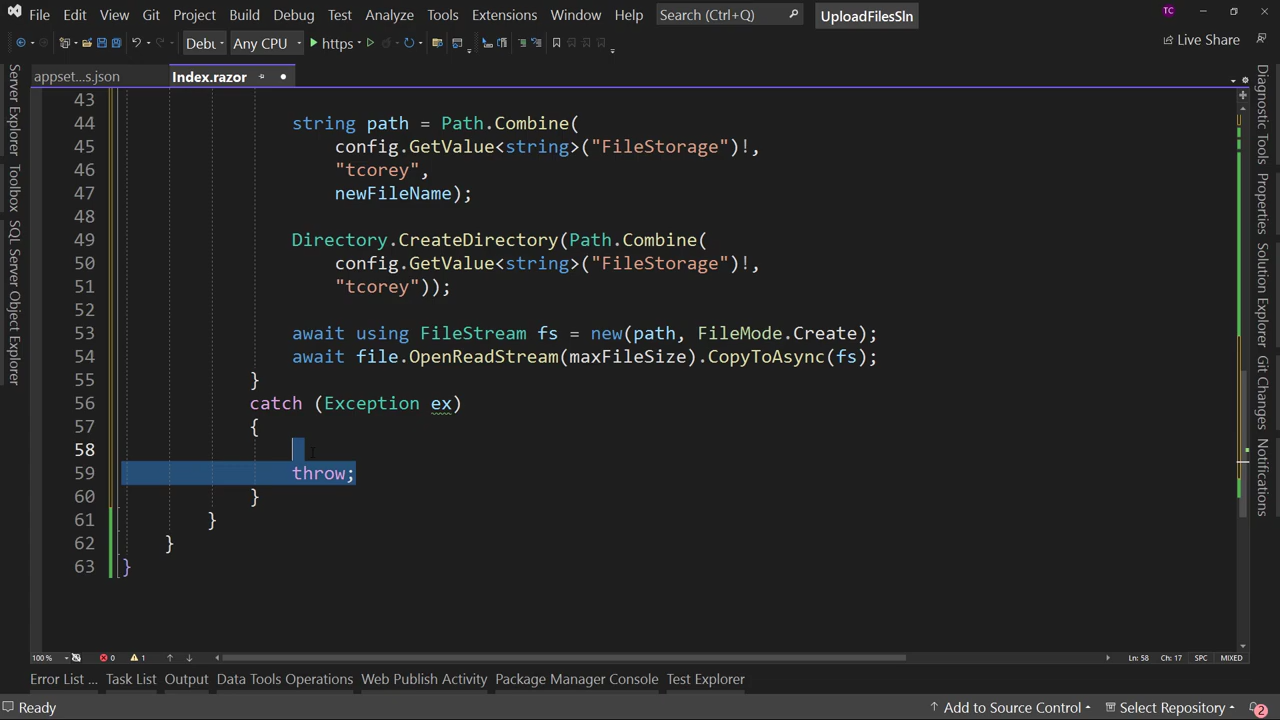 File Edit View Git Project Build Debug Test Analyze Tools Extensions Window Help Search (Ctrl+Q) UploadFilesSln TC
Debu Any CPU https Live Share
appset...s.json Index.razor
43
44 string path = Path.Combine(
45 config.GetValue<string>("FileStorage")!,
46 "tcorey",
47 newFileName);
48
49 Directory.CreateDirectory(Path.Combine(
50 config.GetValue<string>("FileStorage")!,
51 "tcorey"));
52
53 await using FileStream fs = new(path, FileMode.Create);
54 await file.OpenReadStream(maxFileSize).CopyToAsync(fs);
55 }
56 catch (Exception ex)
57 {
58
59 throw;
60 }
61 }
62 }
63 }
Server Explorer
Toolbox
SQL Server Object Explorer
Diagnostic Tools
Properties
Solution Explorer
Git Changes
Notifications
100 % 0 1 Ln: 58 Ch: 17 SPC MIXED
Error List ... Task List Output Data Tools Operations Web Publish Activity Package Manager Console Test Explorer
Ready Add to Source Control Select Repository 2